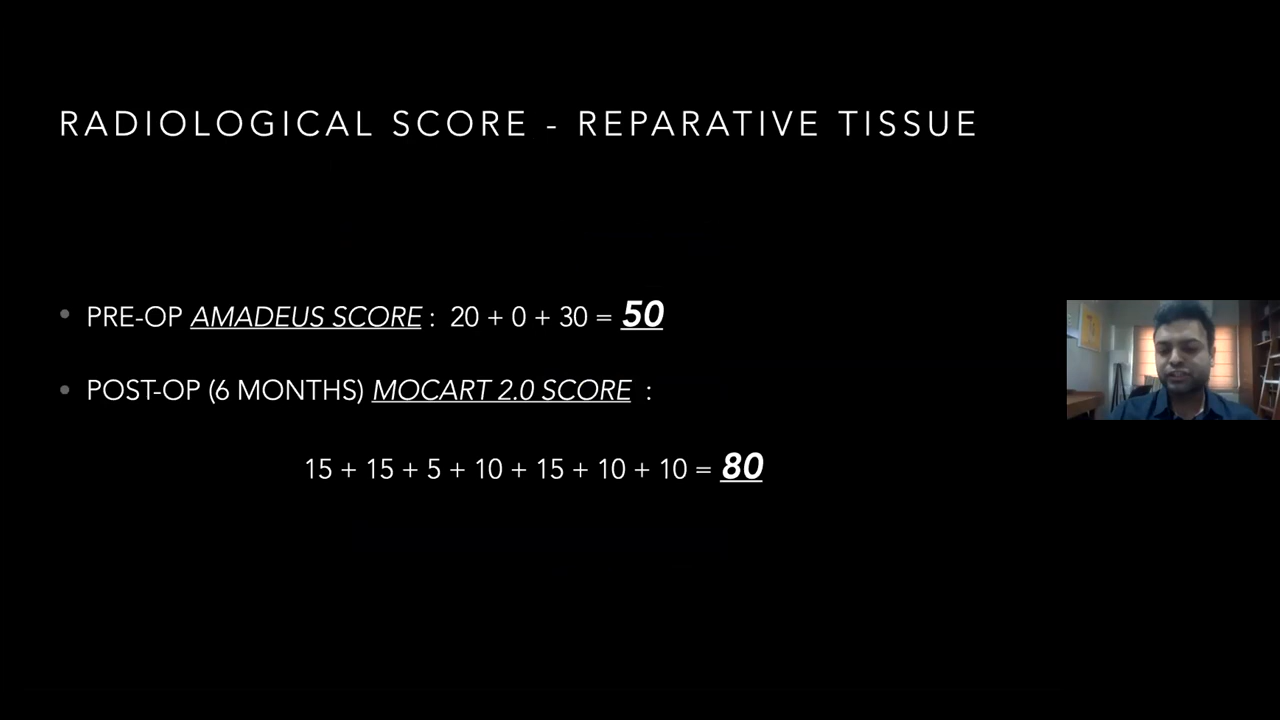 RADIOLOGICAL SCORE - REPARATIVE TISSUE
• PRE-OP AMADEUS SCORE : 20 + 0 + 30 = 50
• POST-OP (6 MONTHS) MOCART 2.0 SCORE :
15 + 15 + 5 + 10 + 15 + 10 + 10 = 80